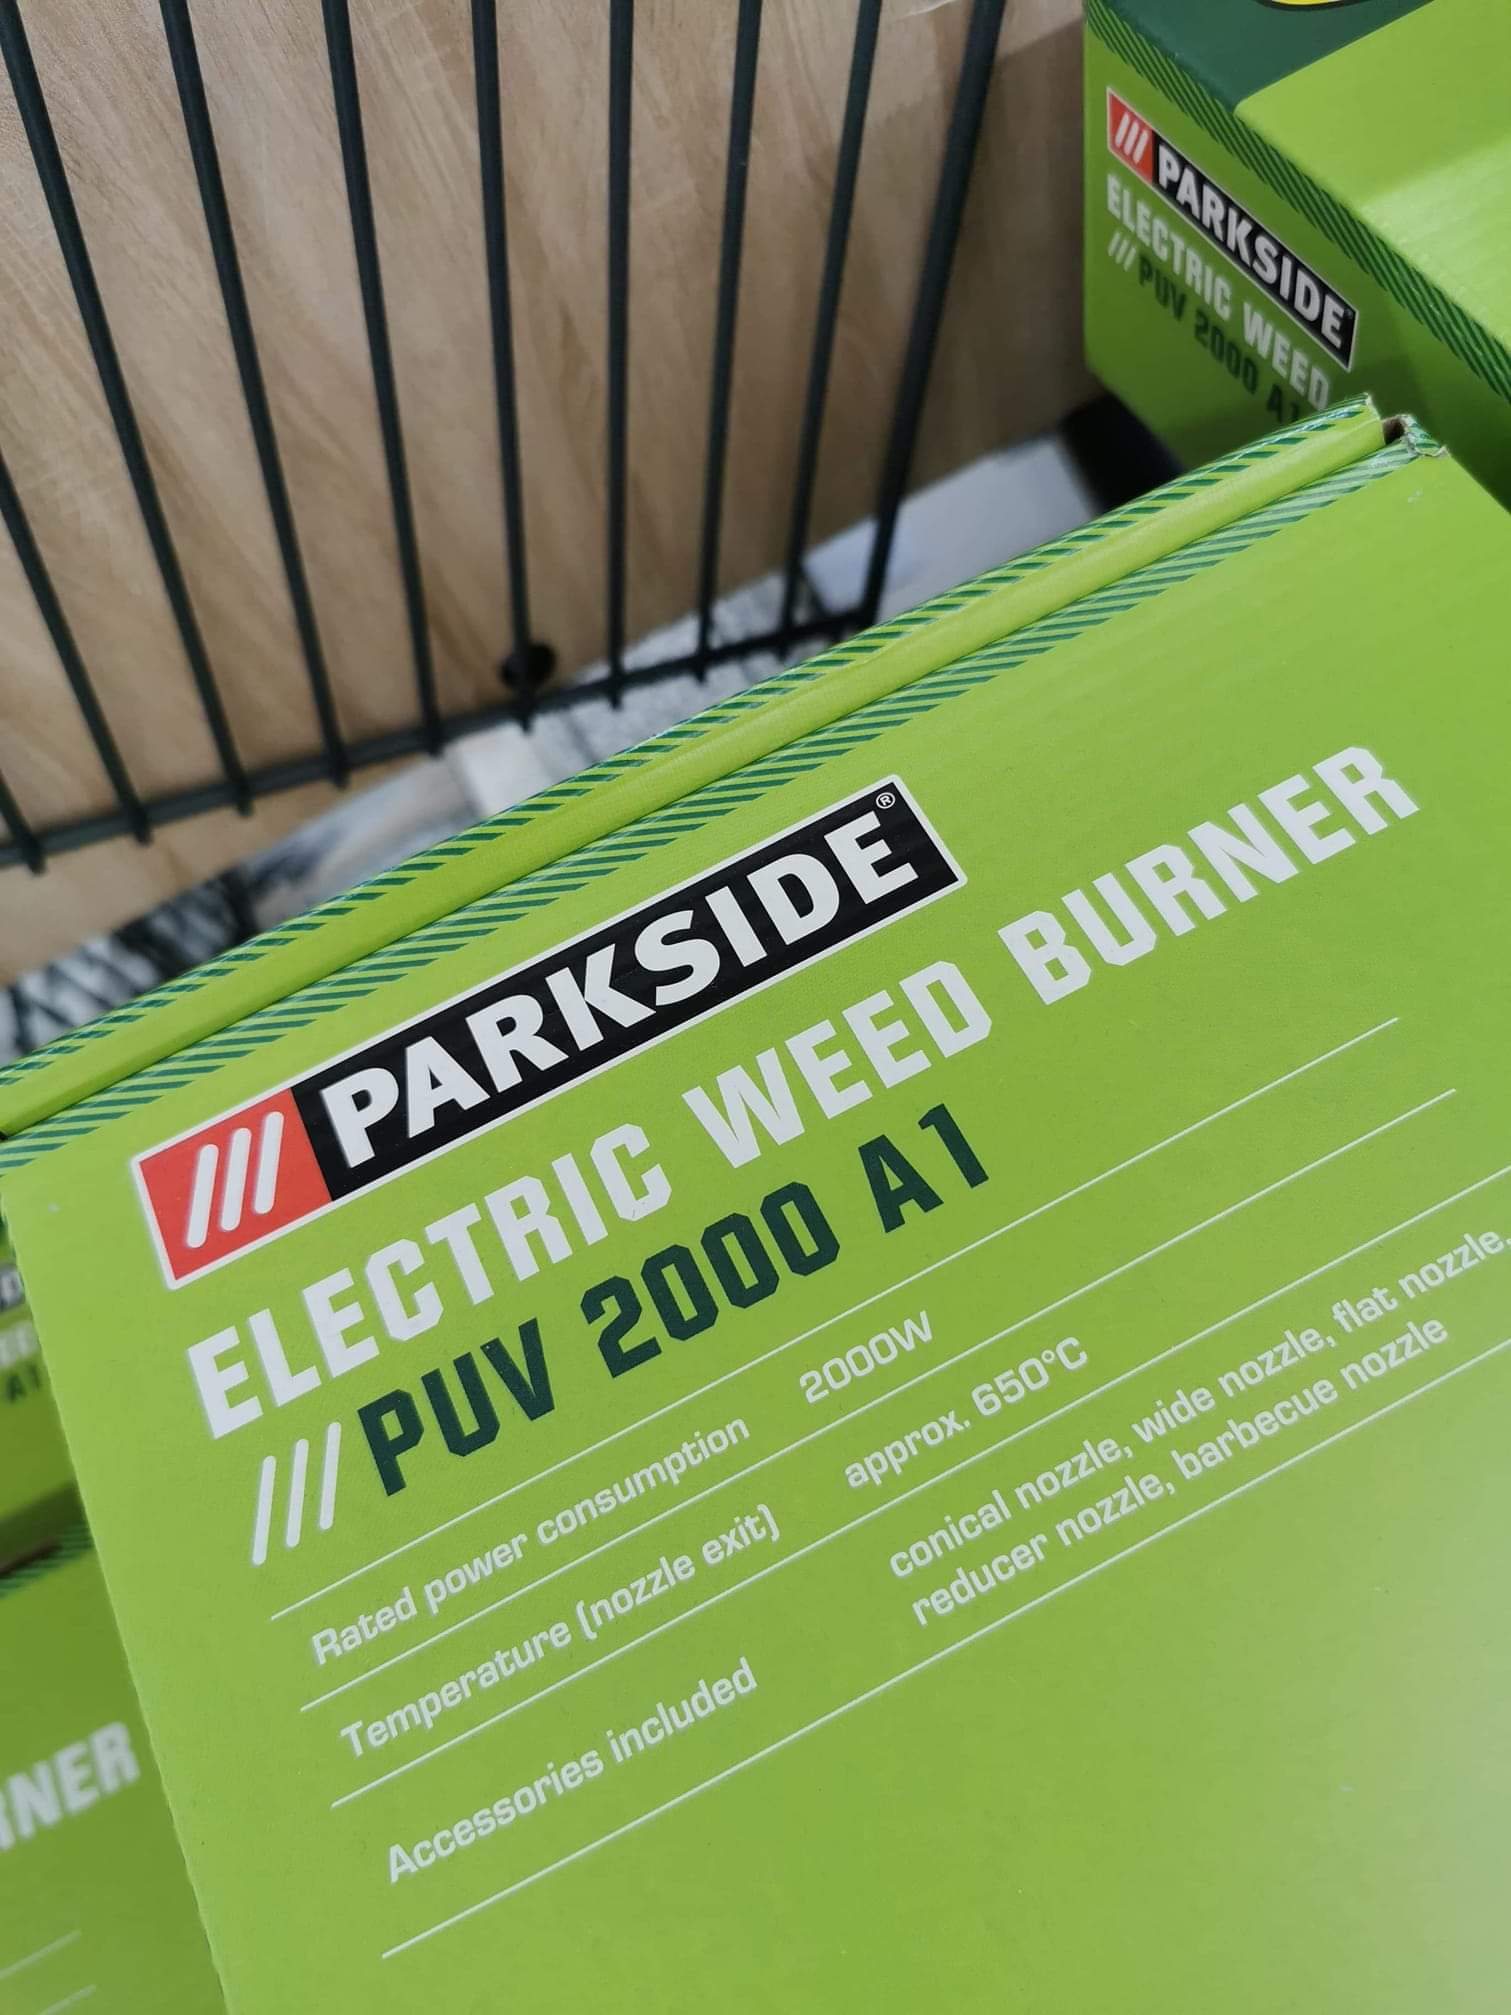 PARKSIDE
ELECTRIC WEED
/// PUV 2000 A1
PARKSIDE®
ELECTRIC WEED BURNER
/// PUV 2000 A1
Rated power consumption 2000W
Temperature (nozzle exit) approx. 650°C
Accessories included conical nozzle, wide nozzle, flat nozzle,
reducer nozzle, barbecue nozzle
A1
RNER